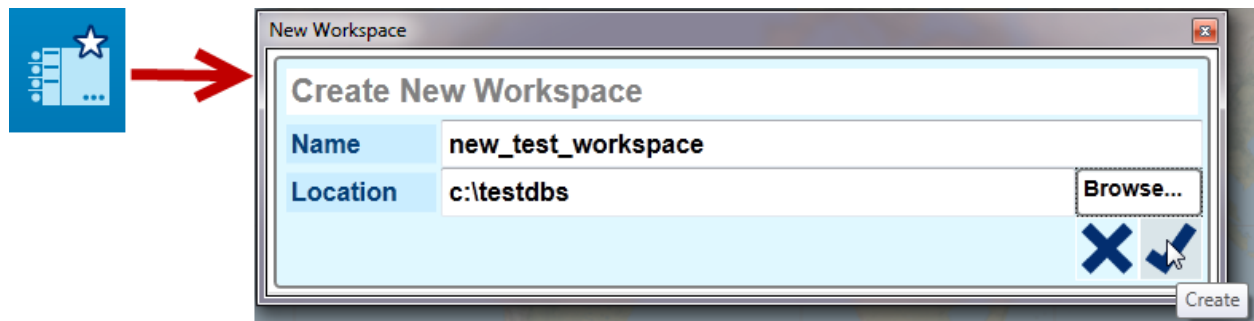 New Workspace
Create New Workspace
Name new_test_workspace
Location c:\testdbs Browse...
Create